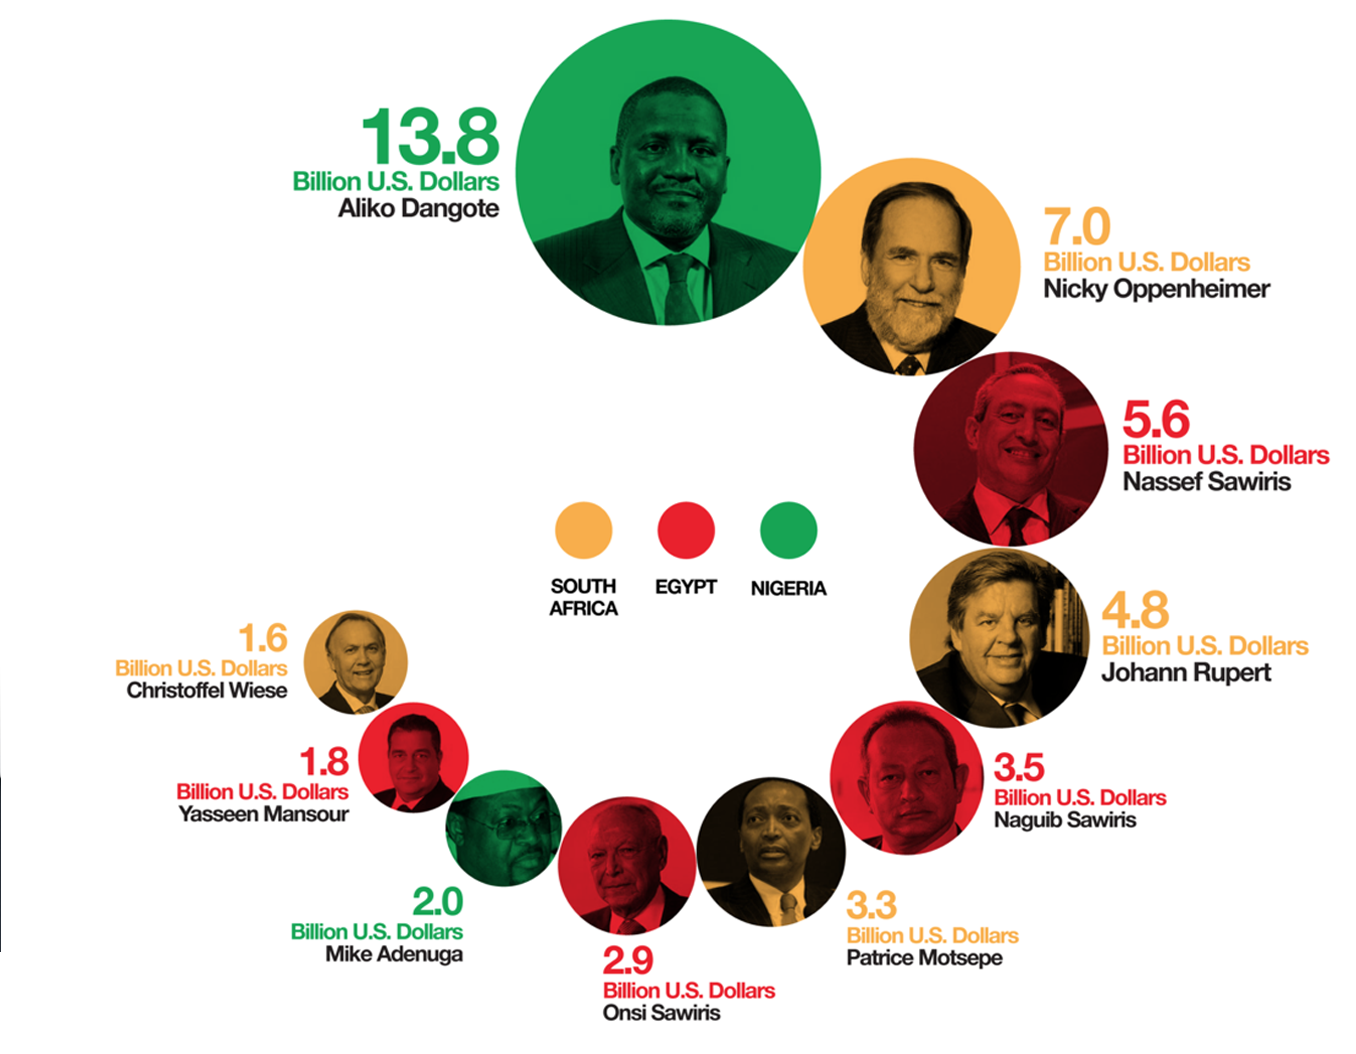 13.8
Billion U.S. Dollars
Aliko Dangote
7.0
Billion U.S. Dollars
Nicky Oppenheimer
5.6
Billion U.S. Dollars
Nassef Sawiris
4.8
Billion U.S. Dollars
Johann Rupert
3.5
Billion U.S. Dollars
Naguib Sawiris
3.3
Billion U.S. Dollars
Patrice Motsepe
2.9
Billion U.S. Dollars
Onsi Sawiris
2.0
Billion U.S. Dollars
Mike Adenuga
1.8
Billion U.S. Dollars
Yasseen Mansour
1.6
Billion U.S. Dollars
Christoffel Wiese
SOUTH
AFRICA
EGYPT
NIGERIA